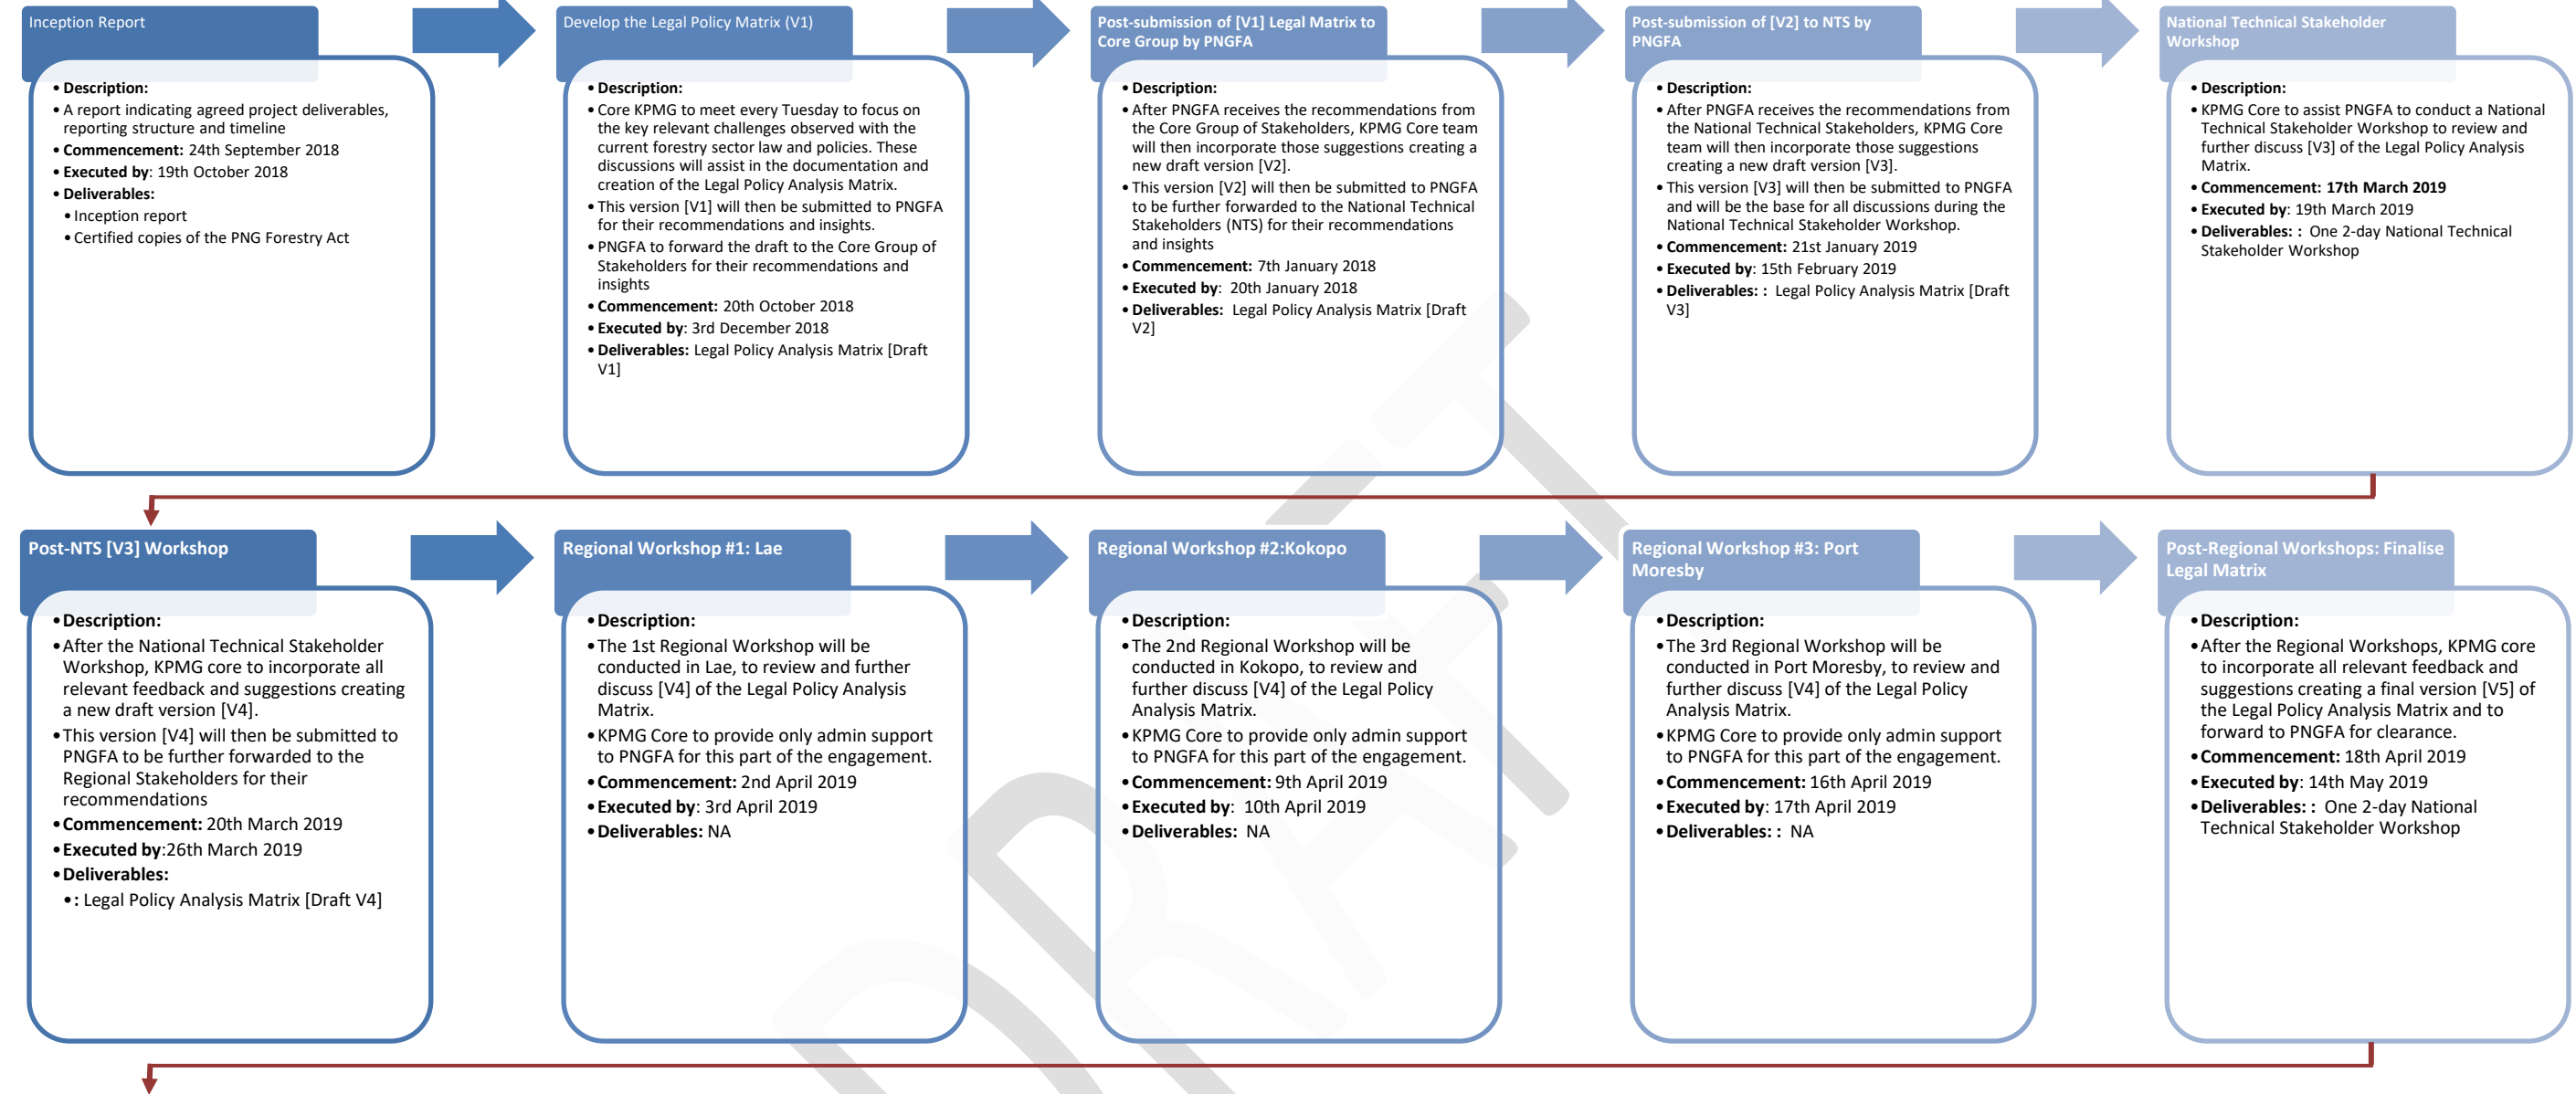 Inception Report
• Description:
• A report indicating agreed project deliverables,
reporting structure and timeline
• Commencement: 24th September 2018
• Executed by: 19th October 2018
• Deliverables:
• Inception report
• Certified copies of the PNG Forestry Act
Develop the Legal Policy Matrix (V1)
• Description:
• Core KPMG to meet every Tuesday to focus on
the key relevant challenges observed with the
current forestry sector law and policies. These
discussions will assist in the documentation and
creation of the Legal Policy Analysis Matrix.
• This version [V1] will then be submitted to PNGFA
for their recommendations and insights.
• PNGFA to forward the draft to the Core Group of
Stakeholders for their recommendations and
insights
• Commencement: 20th October 2018
• Executed by: 3rd December 2018
• Deliverables: Legal Policy Analysis Matrix [Draft
V1]
Post-submission of [V1] Legal Matrix to
Core Group by PNGFA
• Description:
• After PNGFA receives the recommendations from
the Core Group of Stakeholders, KPMG Core team
will then incorporate those suggestions creating a
new draft version [V2].
• This version [V2] will then be submitted to PNGFA
to be further forwarded to the National Technical
Stakeholders (NTS) for their recommendations
and insights
• Commencement: 7th January 2018
• Executed by: 20th January 2018
• Deliverables: Legal Policy Analysis Matrix [Draft
V2]
Post-submission of [V2] to NTS by
PNGFA
• Description:
• After PNGFA receives the recommendations from
the National Technical Stakeholders, KPMG Core
team will then incorporate those suggestions
creating a new draft version [V3].
• This version [V3] will then be submitted to PNGFA
and will be the base for all discussions during the
National Technical Stakeholder Workshop.
• Commencement: 21st January 2019
• Executed by: 15th February 2019
• Deliverables: : Legal Policy Analysis Matrix [Draft
V3]
National Technical Stakeholder
Workshop
• Description:
• KPMG Core to assist PNGFA to conduct a National
Technical Stakeholder Workshop to review and
further discuss [V3] of the Legal Policy Analysis
Matrix.
• Commencement: 17th March 2019
• Executed by: 19th March 2019
• Deliverables: : One 2-day National Technical
Stakeholder Workshop
Post-NTS [V3] Workshop
• Description:
• After the National Technical Stakeholder
Workshop, KPMG core to incorporate all
relevant feedback and suggestions creating
a new draft version [V4].
• This version [V4] will then be submitted to
PNGFA to be further forwarded to the
Regional Stakeholders for their
recommendations
• Commencement: 20th March 2019
• Executed by:26th March 2019
• Deliverables:
• : Legal Policy Analysis Matrix [Draft V4]
Regional Workshop #1: Lae
• Description:
• The 1st Regional Workshop will be
conducted in Lae, to review and further
discuss [V4] of the Legal Policy Analysis
Matrix.
• KPMG Core to provide only admin support
to PNGFA for this part of the engagement.
• Commencement: 2nd April 2019
• Executed by: 3rd April 2019
• Deliverables: NA
Regional Workshop #2:Kokopo
• Description:
• The 2nd Regional Workshop will be
conducted in Kokopo, to review and
further discuss [V4] of the Legal Policy
Analysis Matrix.
• KPMG Core to provide only admin support
to PNGFA for this part of the engagement.
• Commencement: 9th April 2019
• Executed by: 10th April 2019
• Deliverables: NA
Regional Workshop #3: Port
Moresby
• Description:
• The 3rd Regional Workshop will be
conducted in Port Moresby, to review and
further discuss [V4] of the Legal Policy
Analysis Matrix.
• KPMG Core to provide only admin support
to PNGFA for this part of the engagement.
• Commencement: 16th April 2019
• Executed by: 17th April 2019
• Deliverables: : NA
Post-Regional Workshops: Finalise
Legal Matrix
• Description:
• After the Regional Workshops, KPMG core
to incorporate all relevant feedback and
suggestions creating a final version [V5] of
the Legal Policy Analysis Matrix and to
forward to PNGFA for clearance.
• Commencement: 18th April 2019
• Executed by: 14th May 2019
• Deliverables: : One 2-day National
Technical Stakeholder Workshop
DRAFT